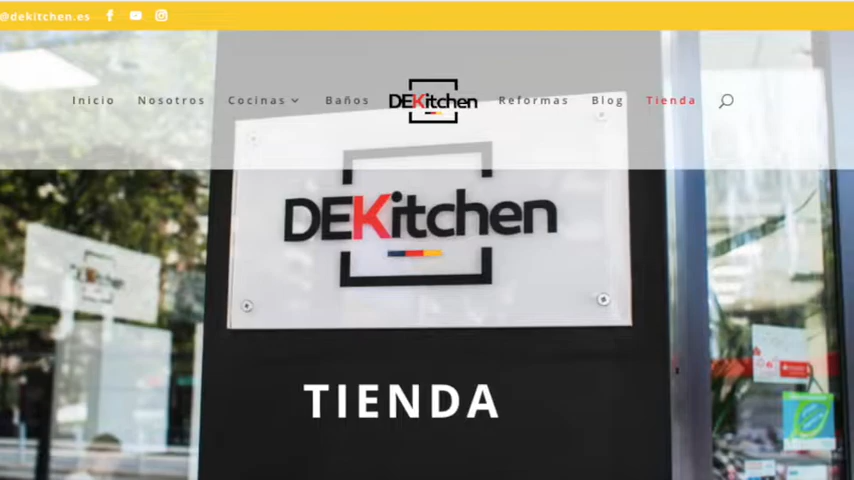 @dekitchen.es
Inicio Nosotros Cocinas Baños DEKitchen Reformas Blog Tienda
DEKitchen
TIENDA